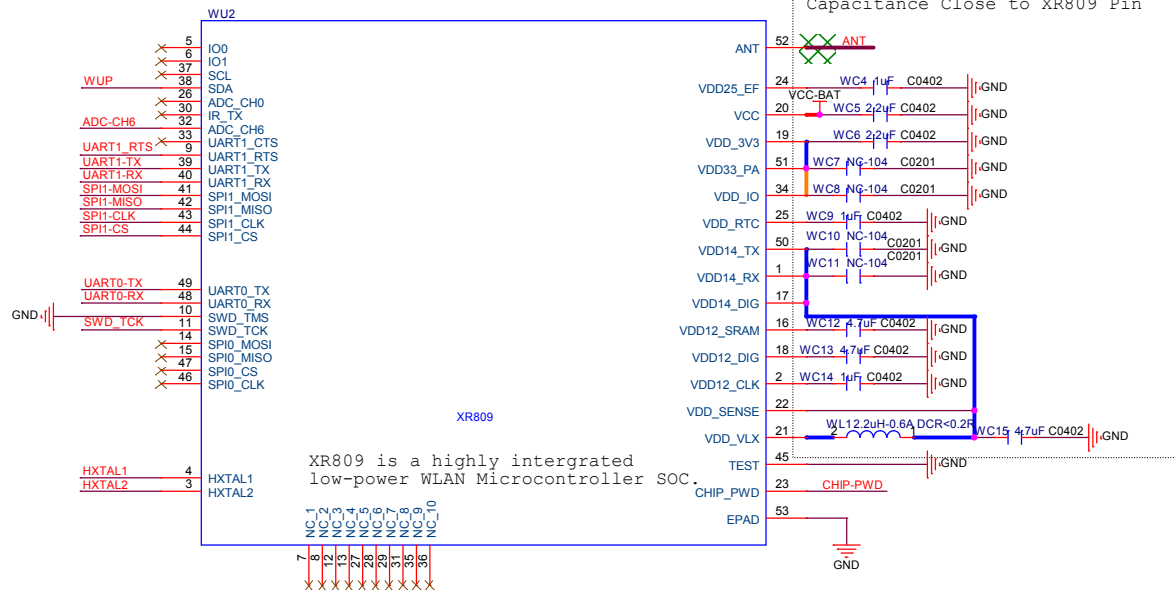 Capacitance Close to XR809 Pin
WU2
5 IO0
6 IO1
37 SCL
WUP 38 SDA
26 ADC_CH0
30 IR_TX
ADC-CH6 32 ADC_CH6
33 UART1_CTS
UART1_RTS 9 UART1_RTS
UART1-TX 39 UART1_TX
UART1-RX 40 UART1_RX
SPI1-MOSI 41 SPI1_MOSI
SPI1-MISO 42 SPI1_MISO
SPI1-CLK 43 SPI1_CLK
SPI1-CS 44 SPI1_CS
UART0-TX 49 UART0_TX
UART0-RX 48 UART0_RX
GND 10 SWD_TMS
SWD_TCK 11 SWD_TCK
14 SPI0_MOSI
15 SPI0_MISO
47 SPI0_CS
46 SPI0_CLK
HXTAL1 4 HXTAL1
HXTAL2 3 HXTAL2
XR809
XR809 is a highly intergrated
low-power WLAN Microcontroller SOC.
NC_1 7
NC_2 8
NC_3 12
NC_4 13
NC_5 27
NC_6 28
NC_7 29
NC_8 31
NC_9 35
NC_10 36
ANT 52 ANT
VDD25_EF 24 WC4 1uF C0402 GND
VCC-BAT
VCC 20 WC5 2.2uF C0402 GND
VDD_3V3 19 WC6 2.2uF C0402 GND
VDD33_PA 51 WC7 NC-104 C0201 GND
VDD_IO 34 WC8 NC-104 C0201 GND
VDD_RTC 25 WC9 1uF C0402 GND
VDD14_TX 50 WC10 NC-104 C0201 GND
VDD14_RX 1 WC11 NC-104 C0201 GND
VDD14_DIG 17
VDD12_SRAM 16 WC12 4.7uF C0402 GND
VDD12_DIG 18 WC13 4.7uF C0402 GND
VDD12_CLK 2 WC14 1uF C0402 GND
VDD_SENSE 22
VDD_VLX 21 2 WL1 2.2uH-0.6A DCR<0.2R 1 WC15 4.7uF C0402 GND
TEST 45 GND
CHIP_PWD 23 CHIP-PWD
EPAD 53
GND